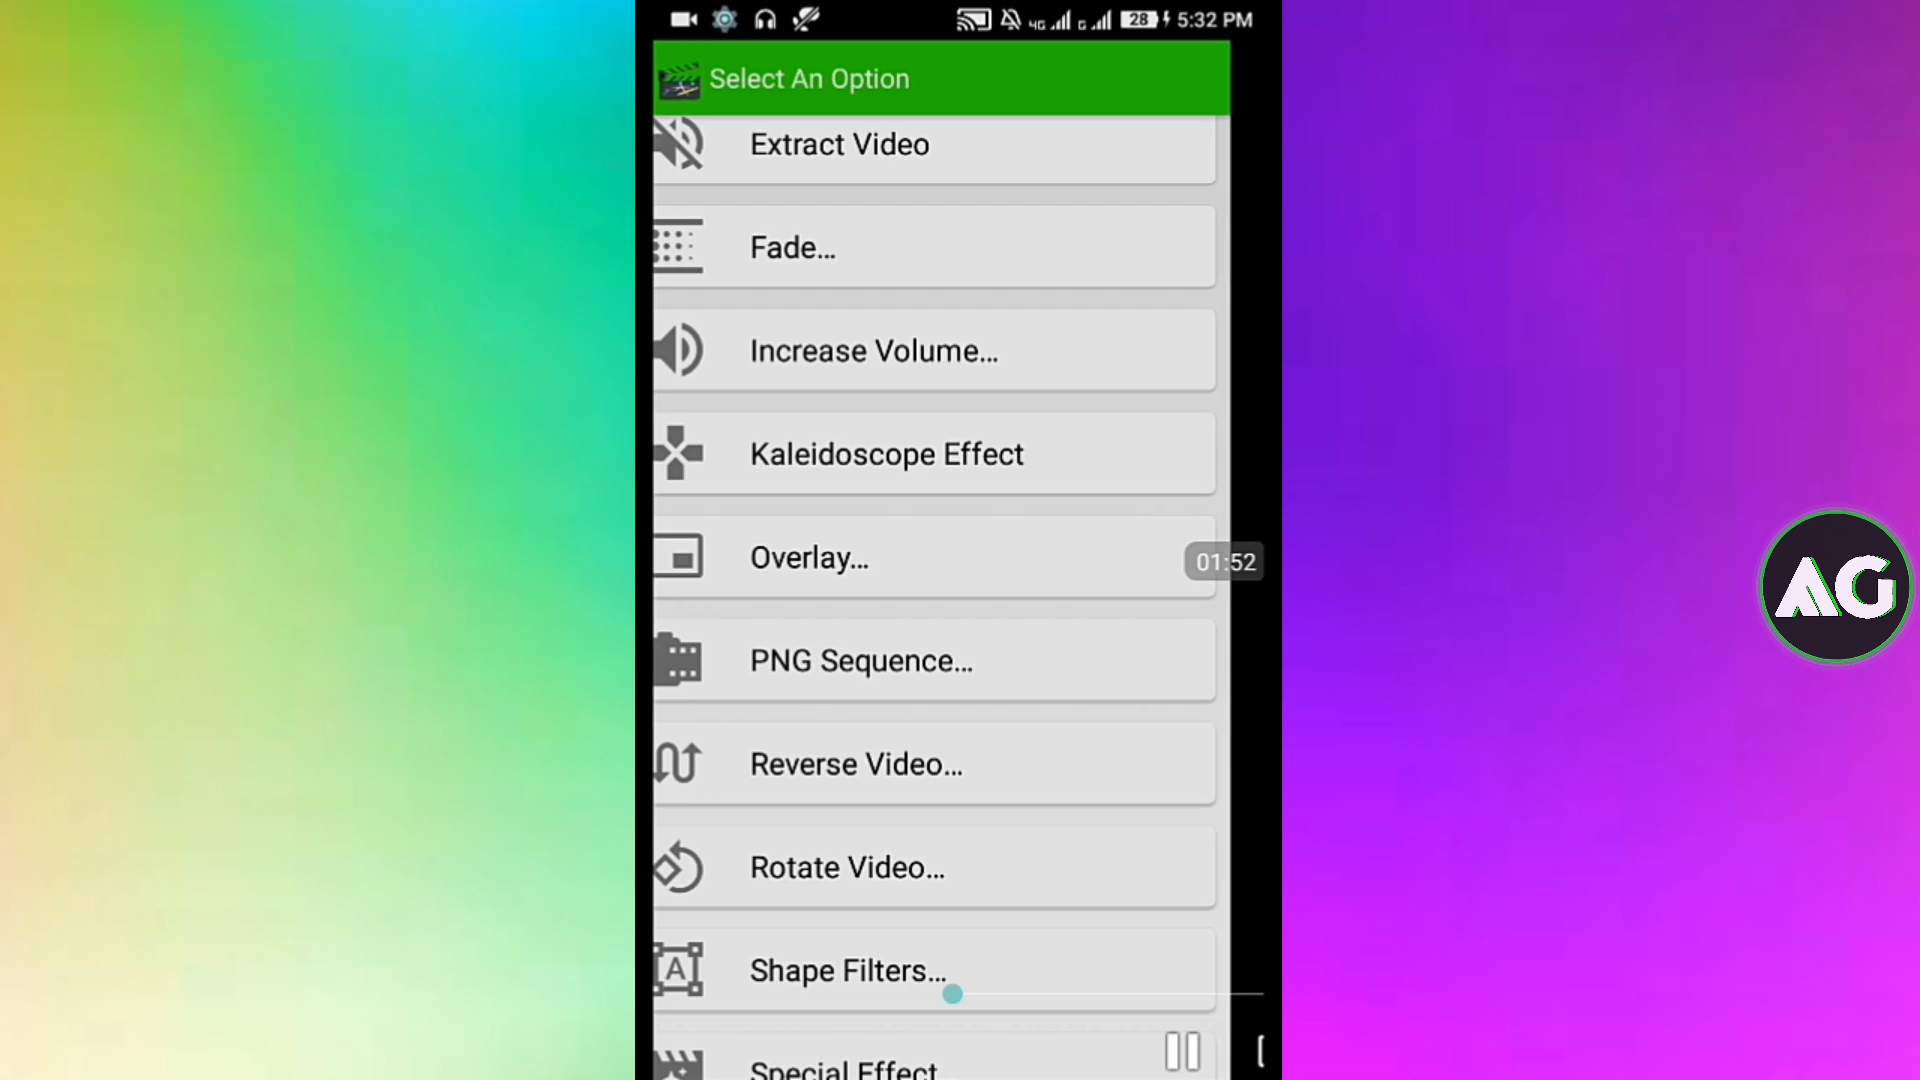 4G G 28 5:32 PM
Select An Option
Extract Video
Fade...
Increase Volume...
Kaleidoscope Effect
Overlay...
01:52
PNG Sequence...
Reverse Video...
Rotate Video...
A
Shape Filters...
Special Effect
AG